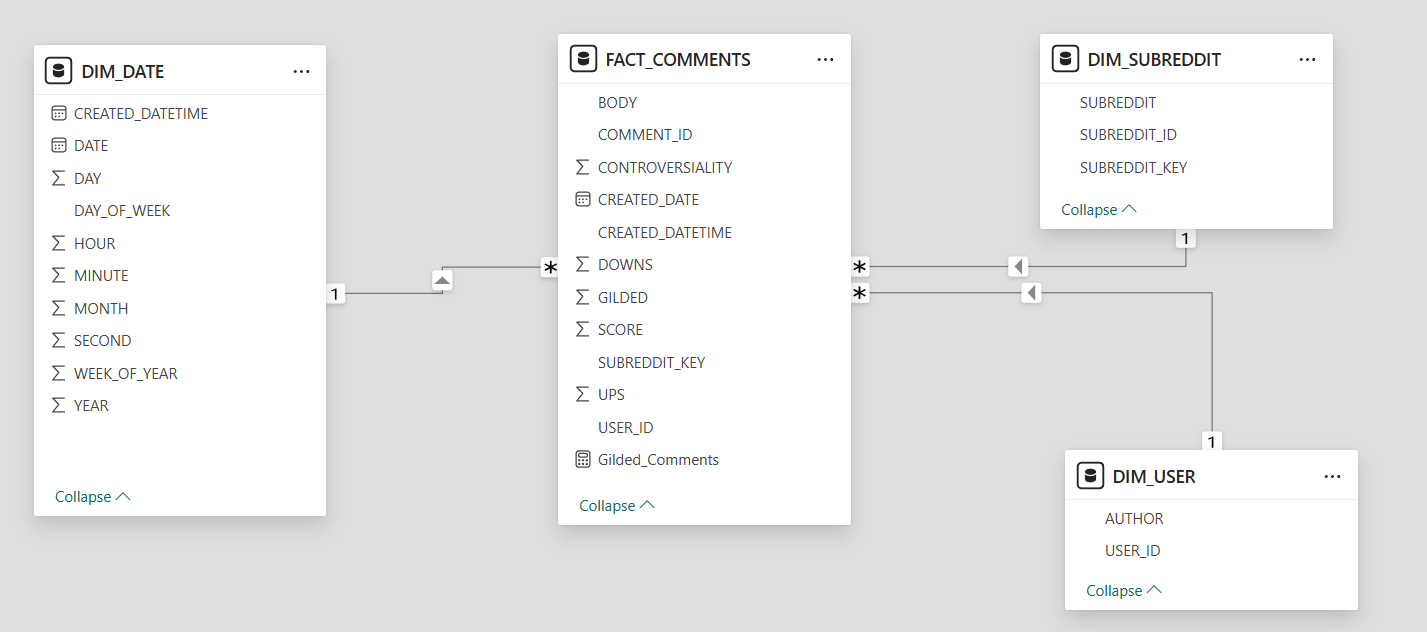 DIM_DATE
CREATED_DATETIME
DATE
DAY
DAY_OF_WEEK
HOUR
MINUTE
MONTH
SECOND
WEEK_OF_YEAR
YEAR
Collapse
1
*
FACT_COMMENTS
BODY
COMMENT_ID
CONTROVERSIALITY
CREATED_DATE
CREATED_DATETIME
DOWNS
GILDED
SCORE
SUBREDDIT_KEY
UPS
USER_ID
Gilded_Comments
Collapse
*
*
DIM_SUBREDDIT
SUBREDDIT
SUBREDDIT_ID
SUBREDDIT_KEY
Collapse
1
1
DIM_USER
AUTHOR
USER_ID
Collapse